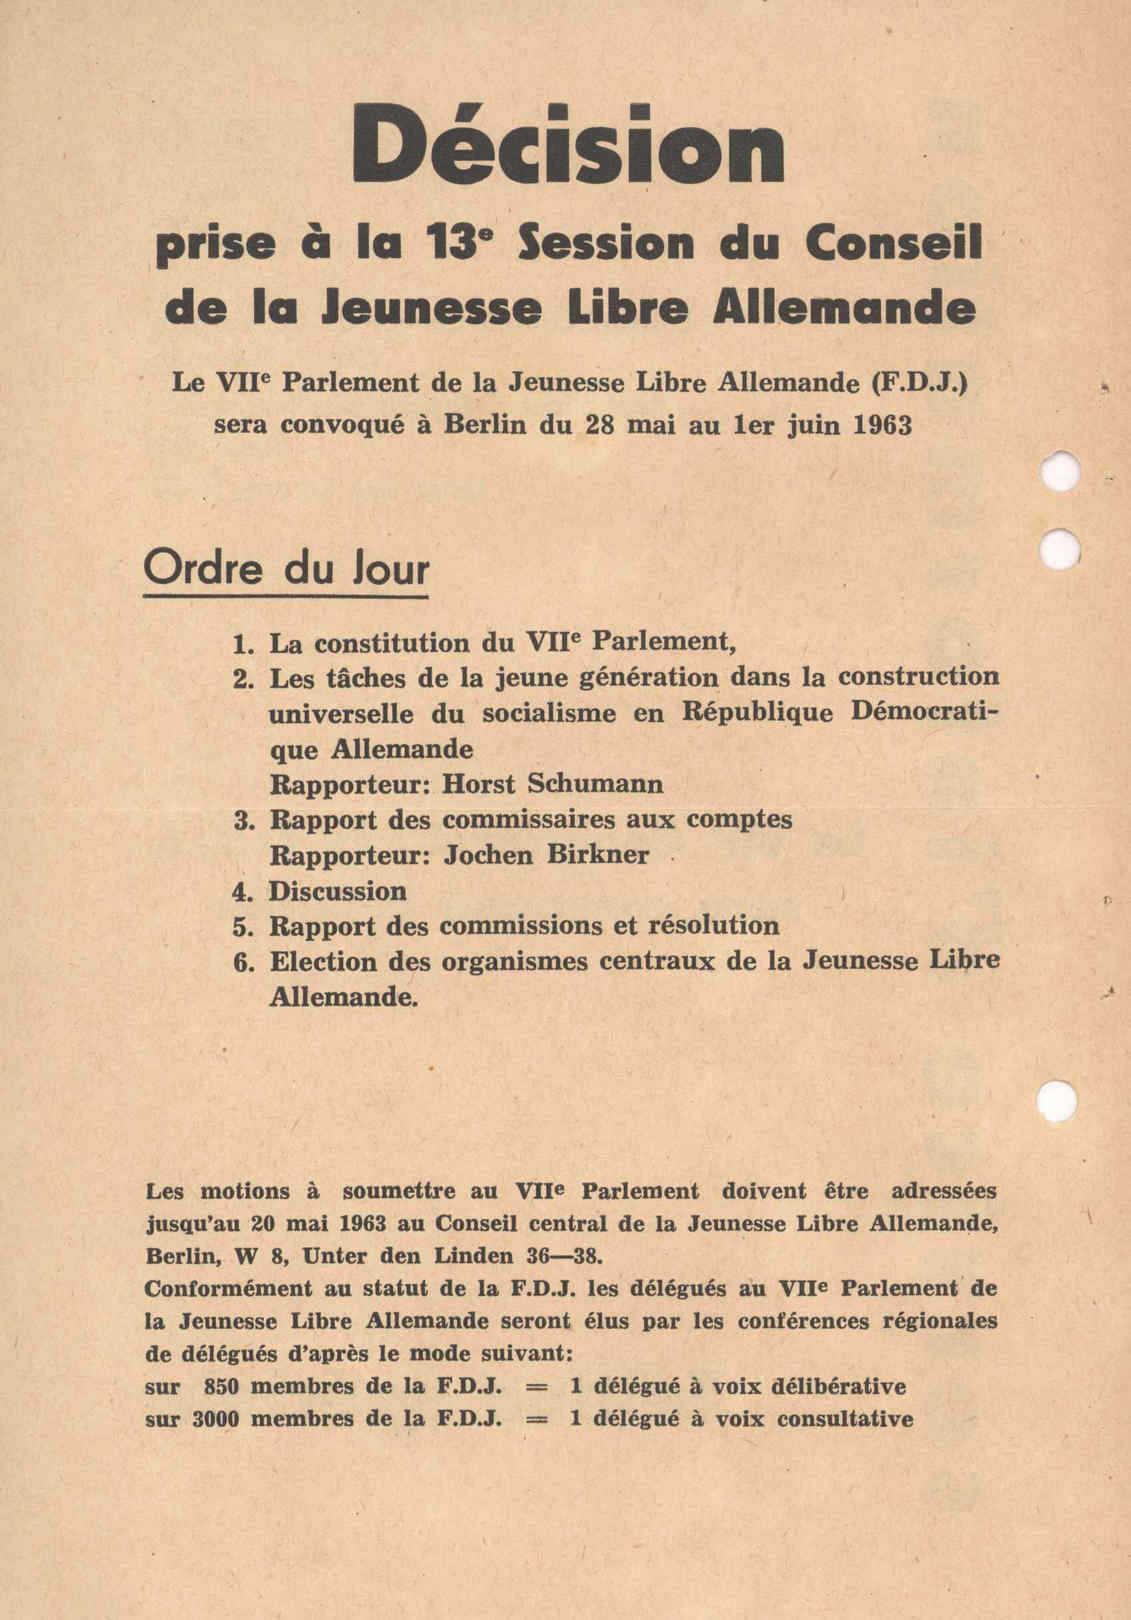 Décision
prise à la 13e Session du Conseil
de la Jeunesse Libre Allemande
Le VIIe Parlement de la Jeunesse Libre Allemande (F.D.J.)
sera convoqué à Berlin du 28 mai au 1er juin 1963
Ordre du Jour
1. La constitution du VIIe Parlement,
2. Les tâches de la jeune génération dans la construction
universelle du socialisme en République Démocrati-
que Allemande
Rapporteur: Horst Schumann
3. Rapport des commissaires aux comptes
Rapporteur: Jochen Birkner
4. Discussion
5. Rapport des commissions et résolution
6. Election des organismes centraux de la Jeunesse Libre
Allemande.
Les motions à soumettre au VIIe Parlement doivent être adressées
jusqu'au 20 mai 1963 au Conseil central de la Jeunesse Libre Allemande,
Berlin, W 8, Unter den Linden 36—38.
Conformément au statut de la F.D.J. les délégués au VIIe Parlement de
la Jeunesse Libre Allemande seront élus par les conférences régionales
de délégués d'après le mode suivant:
sur 850 membres de la F.D.J. = 1 délégué à voix délibérative
sur 3000 membres de la F.D.J. = 1 délégué à voix consultative